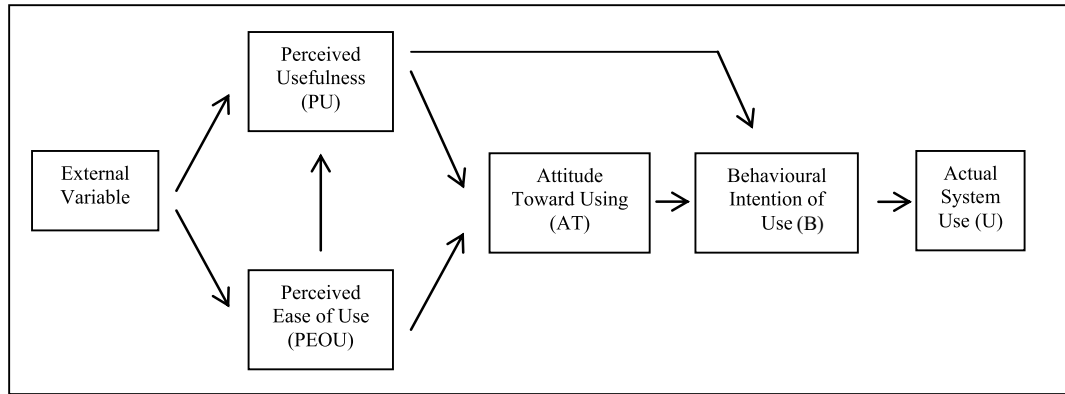 External
Variable
Perceived
Usefulness
(PU)
Perceived
Ease of Use
(PEOU)
Attitude
Toward Using
(AT)
Behavioural
Intention of
Use (B)
Actual
System
Use (U)